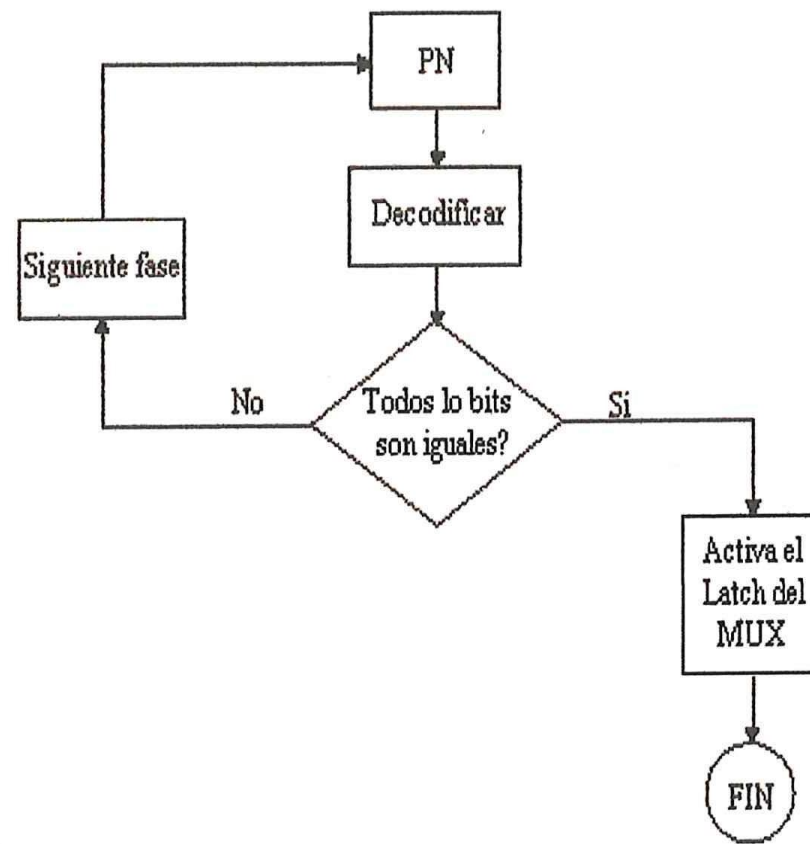 PN
Decodificar
Siguiente fase
No
Todos lo bits
son iguales?
Si
Activa el
Latch del
MUX
FIN